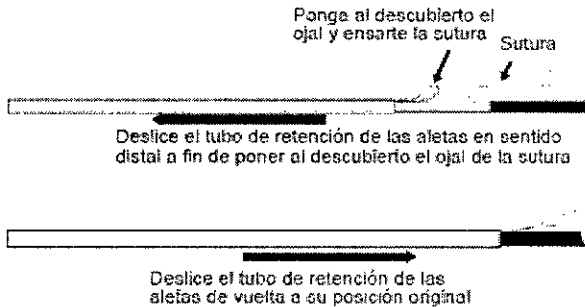 Ponga al descubierto el
ojal y ensarte la sutura
Sutura
Deslice el tubo de retención de las aletas en sentido
distal a fin de poner al descubierto el ojal de la sutura
Deslice el tubo de retención de las
aletas de vuelta a su posición original